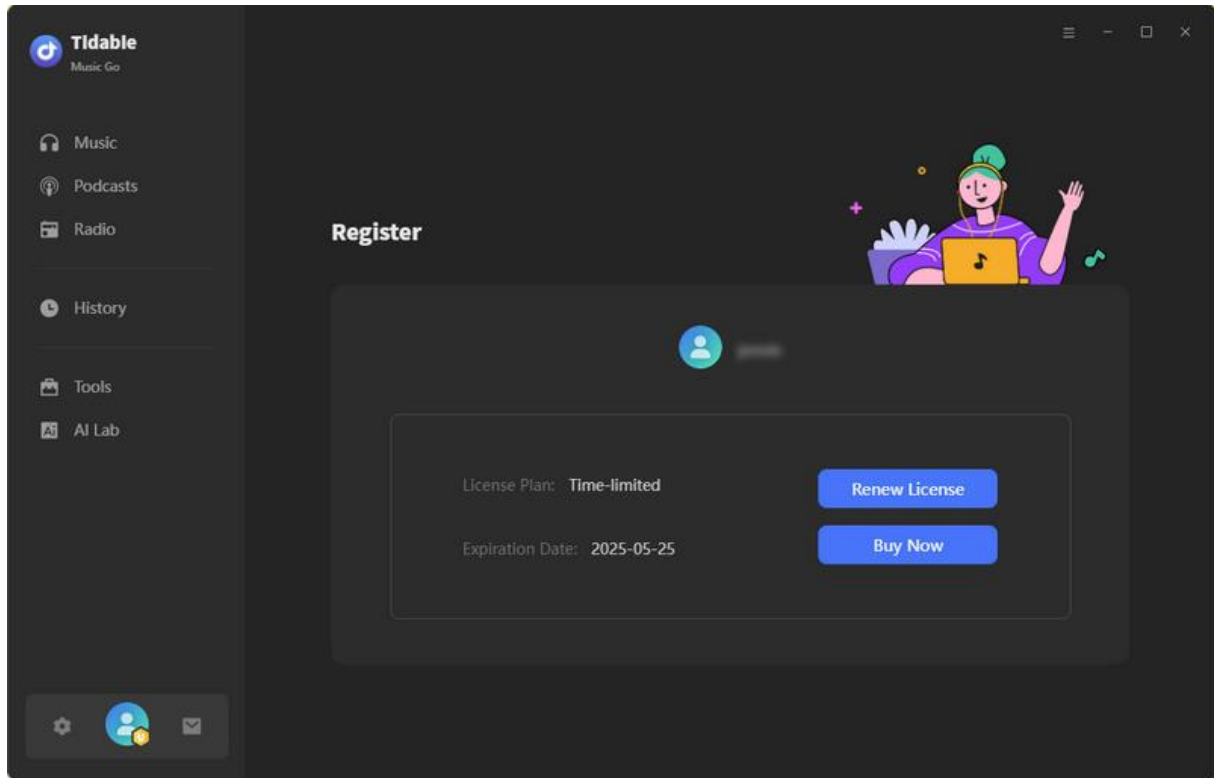 Tidable
Music Go
Music
Podcasts
Radio
History
Tools
AI Lab
Register
License Plan: Time-limited
Renew License
Expiration Date: 2025-05-25
Buy Now